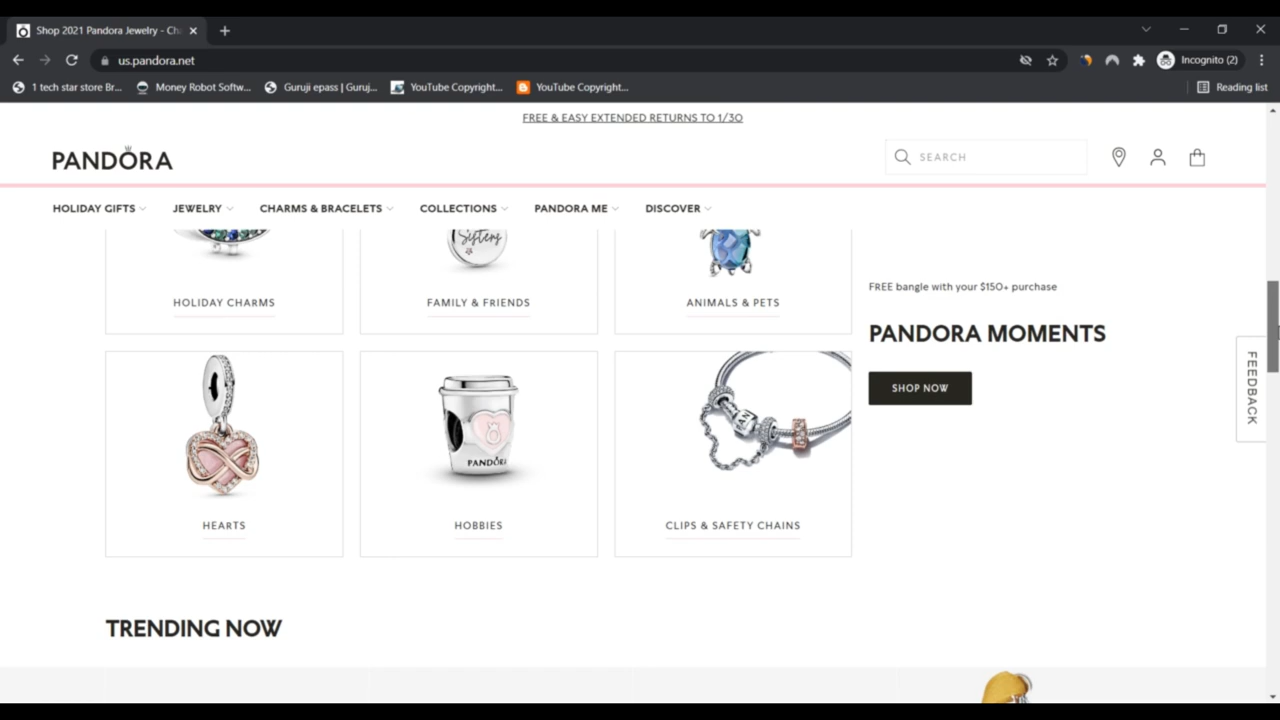 Shop 2021 Pandora Jewelry - Ch
us.pandora.net
Incognito (2)
1 tech star store Br...
Money Robot Softw...
Guruji epass | Guruj...
YouTube Copyright...
YouTube Copyright...
Reading list
FREE & EASY EXTENDED RETURNS TO 1/30
PANDORA
SEARCH
HOLIDAY GIFTS
JEWELRY
CHARMS & BRACELETS
COLLECTIONS
PANDORA ME
DISCOVER
Sisters
HOLIDAY CHARMS
FAMILY & FRIENDS
ANIMALS & PETS
FREE bangle with your $150+ purchase
PANDORA MOMENTS
SHOP NOW
FEEDBACK
PANDORA
HEARTS
HOBBIES
CLIPS & SAFETY CHAINS
TRENDING NOW